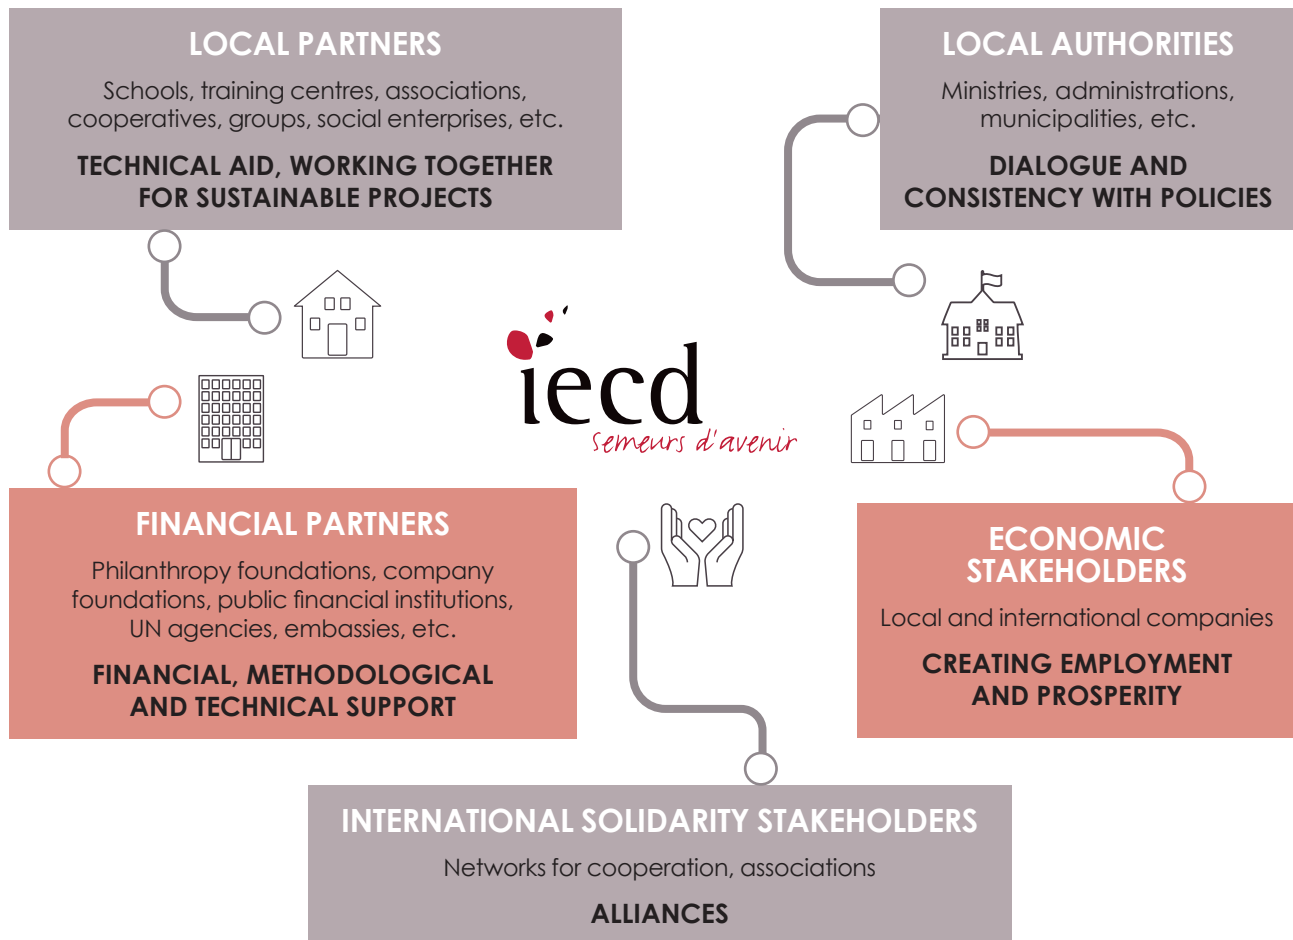 LOCAL PARTNERS
Schools, training centres, associations,
cooperatives, groups, social enterprises, etc.
TECHNICAL AID, WORKING TOGETHER
FOR SUSTAINABLE PROJECTS
LOCAL AUTHORITIES
Ministries, administrations,
municipalities, etc.
DIALOGUE AND
CONSISTENCY WITH POLICIES
iecd
semeurs d'avenir
FINANCIAL PARTNERS
Philanthropy foundations, company
foundations, public financial institutions,
UN agencies, embassies, etc.
FINANCIAL, METHODOLOGICAL
AND TECHNICAL SUPPORT
ECONOMIC
STAKEHOLDERS
Local and international companies
CREATING EMPLOYMENT
AND PROSPERITY
INTERNATIONAL SOLIDARITY STAKEHOLDERS
Networks for cooperation, associations
ALLIANCES